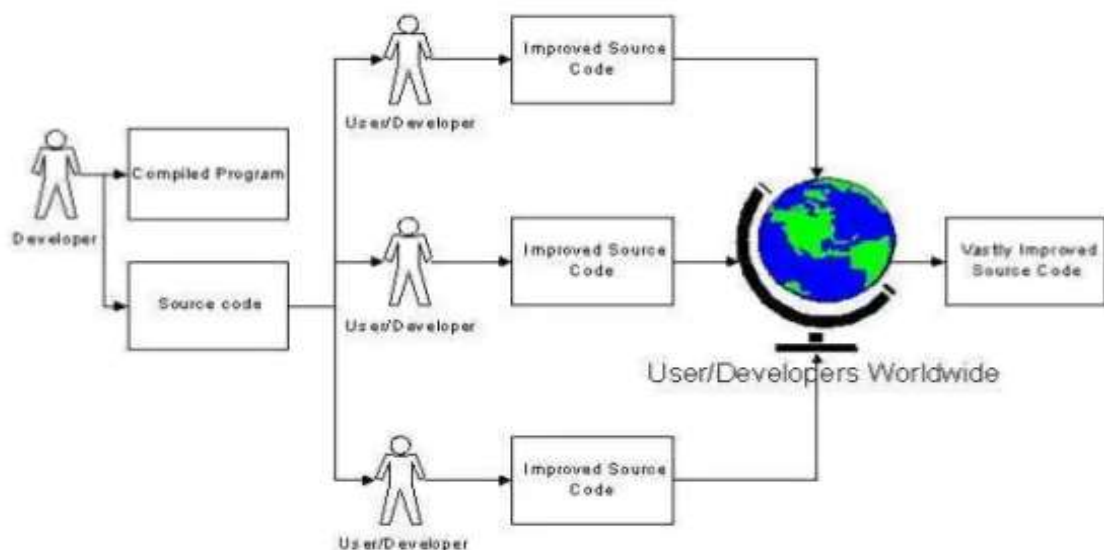 Improved Source
Code
User/Developer
Compiled Program
Developer
Source code
Improved Source
Code
User/Developer
Vastly Improved
Source Code
User/Developers Worldwide
Improved Source
Code
User/Developer